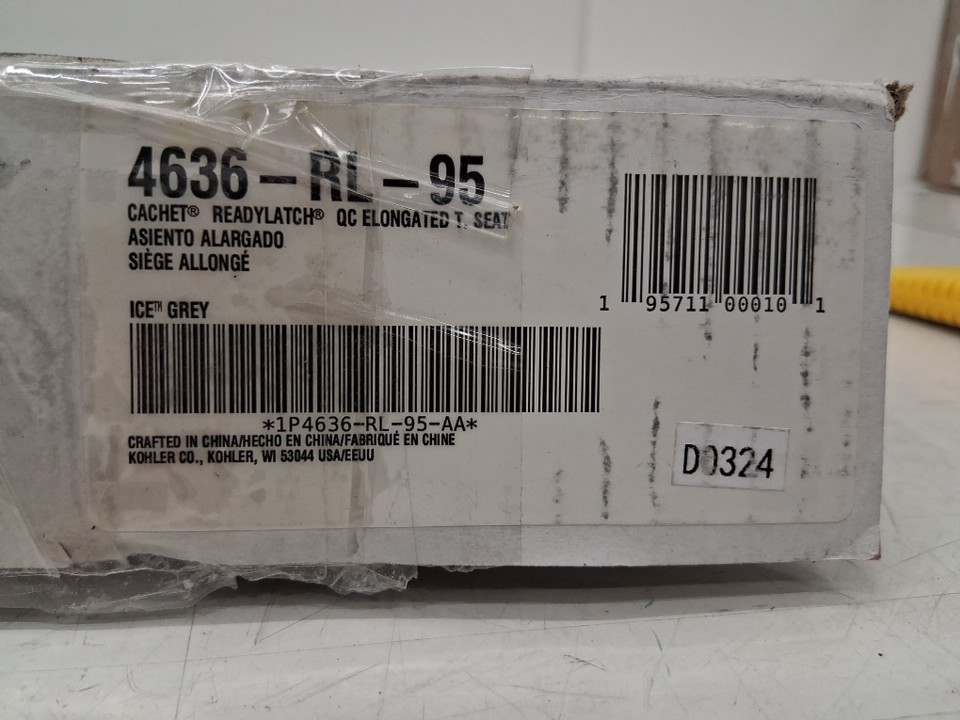 4636-RL-95
CACHET® READYLATCH® QC ELONGATED T. SEAT
ASIENTO ALARGADO
SIÈGE ALLONGÉ
ICE™ GREY
*1P4636-RL-95-AA*
CRAFTED IN CHINA/HECHO EN CHINA/FABRIQUÉ EN CHINE
KOHLER CO., KOHLER, WI 53044 USA/EEUU
1 95711 00010 1
D0324